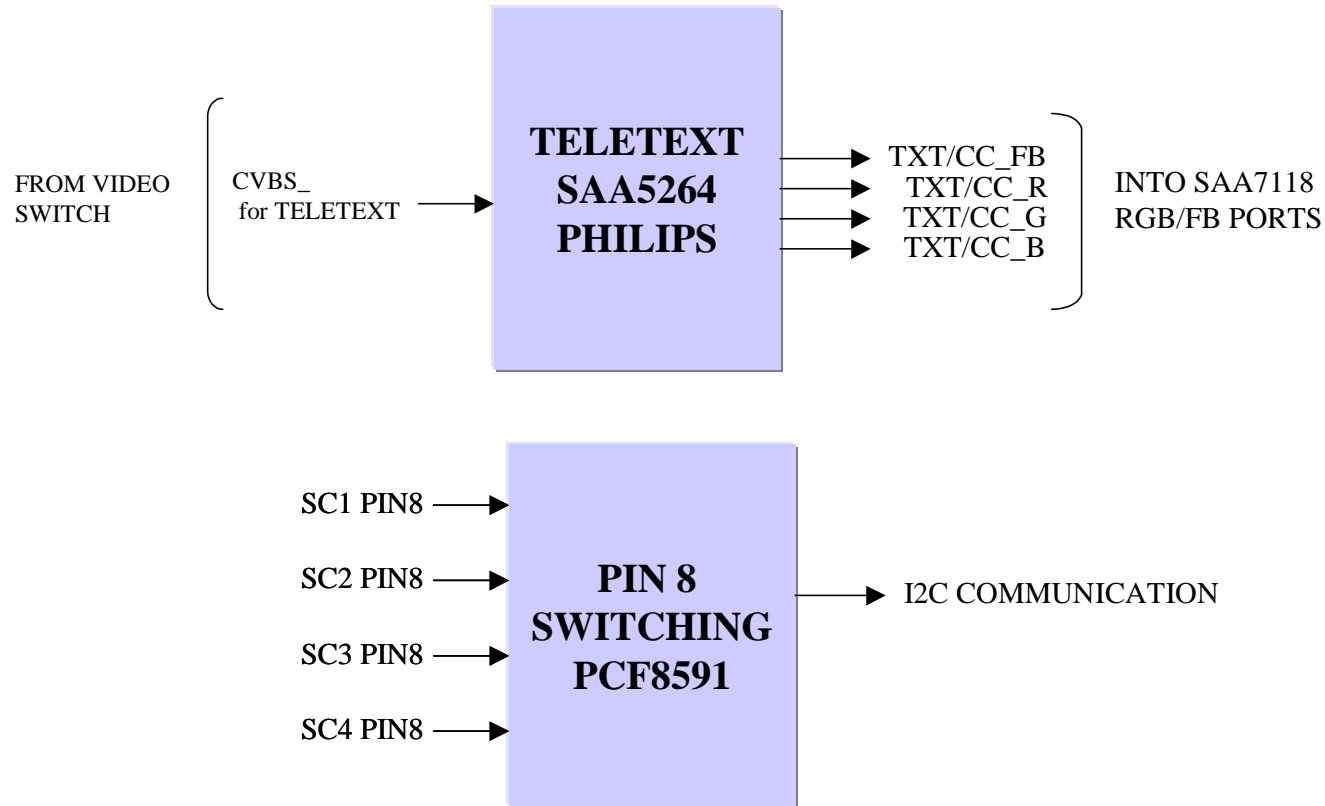 FROM VIDEO
SWITCH
CVBS_
for TELETEXT
TELETEXT
SAA5264
PHILIPS
TXT/CC_FB
TXT/CC_R
TXT/CC_G
TXT/CC_B
INTO SAA7118
RGB/FB PORTS
SC1 PIN8
SC2 PIN8
SC3 PIN8
SC4 PIN8
PIN 8
SWITCHING
PCF8591
I2C COMMUNICATION